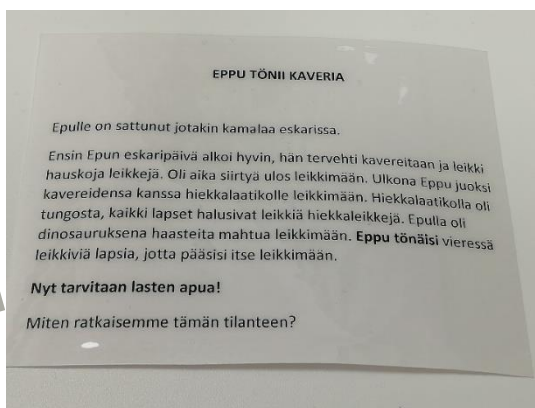 EPPU TÖNII KAVERIA
Epulle on sattunut jotakin kamalaa eskarissa.
Ensin Epun eskaripäivä alkoi hyvin, hän tervehti kavereitaan ja leikki
hauskoja leikkejä. Oli aika siirtyä ulos leikkimään. Ulkona Eppu juoksi
kavereidensa kanssa hiekkalaatikolle leikkimään. Hiekkalaatikolla oli
tungosta, kaikki lapset halusivat leikkiä hiekkaleikkejä. Epulla oli
dinosauruksena haasteita mahtua leikkimään. Eppu tönäisi vieressä
leikkiviä lapsia, jotta pääsisi itse leikkimään.
Nyt tarvitaan lasten apua!
Miten ratkaisemme tämän tilanteen?